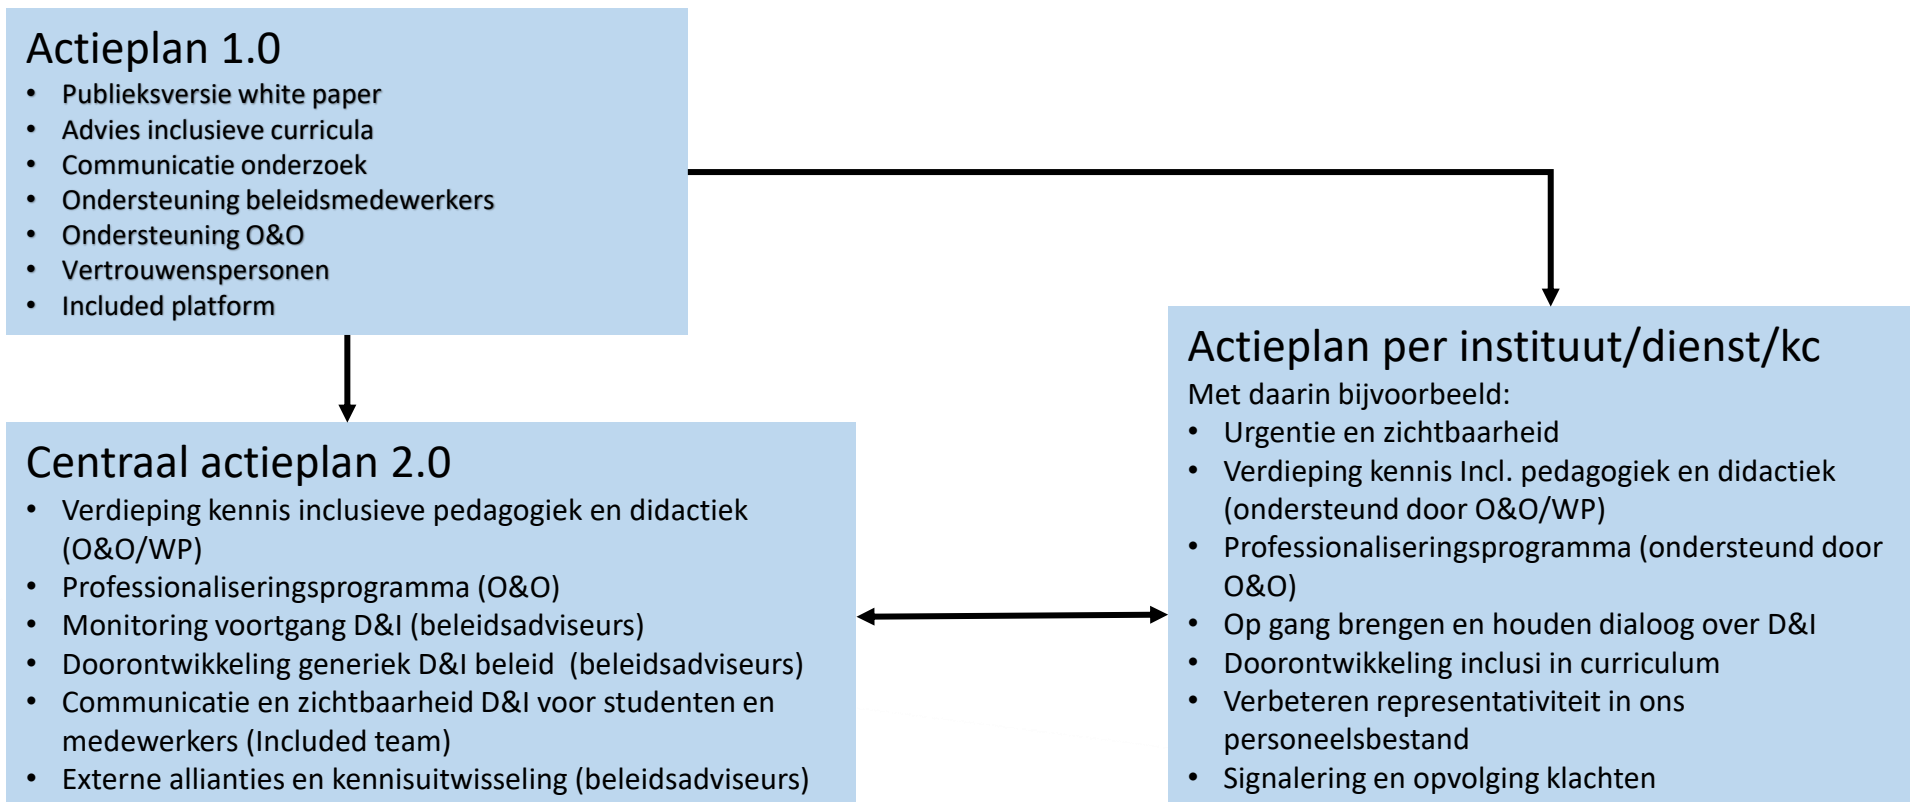 Actieplan 1.0
• Publieksversie white paper
• Advies inclusieve curricula
• Communicatie onderzoek
• Ondersteuning beleidsmedewerkers
• Ondersteuning O&O
• Vertrouwenspersonen
• Included platform
Centraal actieplan 2.0
• Verdieping kennis inclusieve pedagogiek en didactiek
(O&O/WP)
• Professionaliseringsprogramma (O&O)
• Monitoring voortgang D&I (beleidsadviseurs)
• Doorontwikkeling generiek D&I beleid (beleidsadviseurs)
• Communicatie en zichtbaarheid D&I voor studenten en
medewerkers (Included team)
• Externe allianties en kennisuitwisseling (beleidsadviseurs)
Actieplan per instituut/dienst/kc
Met daarin bijvoorbeeld:
• Urgentie en zichtbaarheid
• Verdieping kennis Incl. pedagogiek en didactiek
(ondersteund door O&O/WP)
• Professionaliseringsprogramma (ondersteund door
O&O)
• Op gang brengen en houden dialoog over D&I
• Doorontwikkeling inclusi in curriculum
• Verbeteren representativiteit in ons
personeelsbestand
• Signalering en opvolging klachten